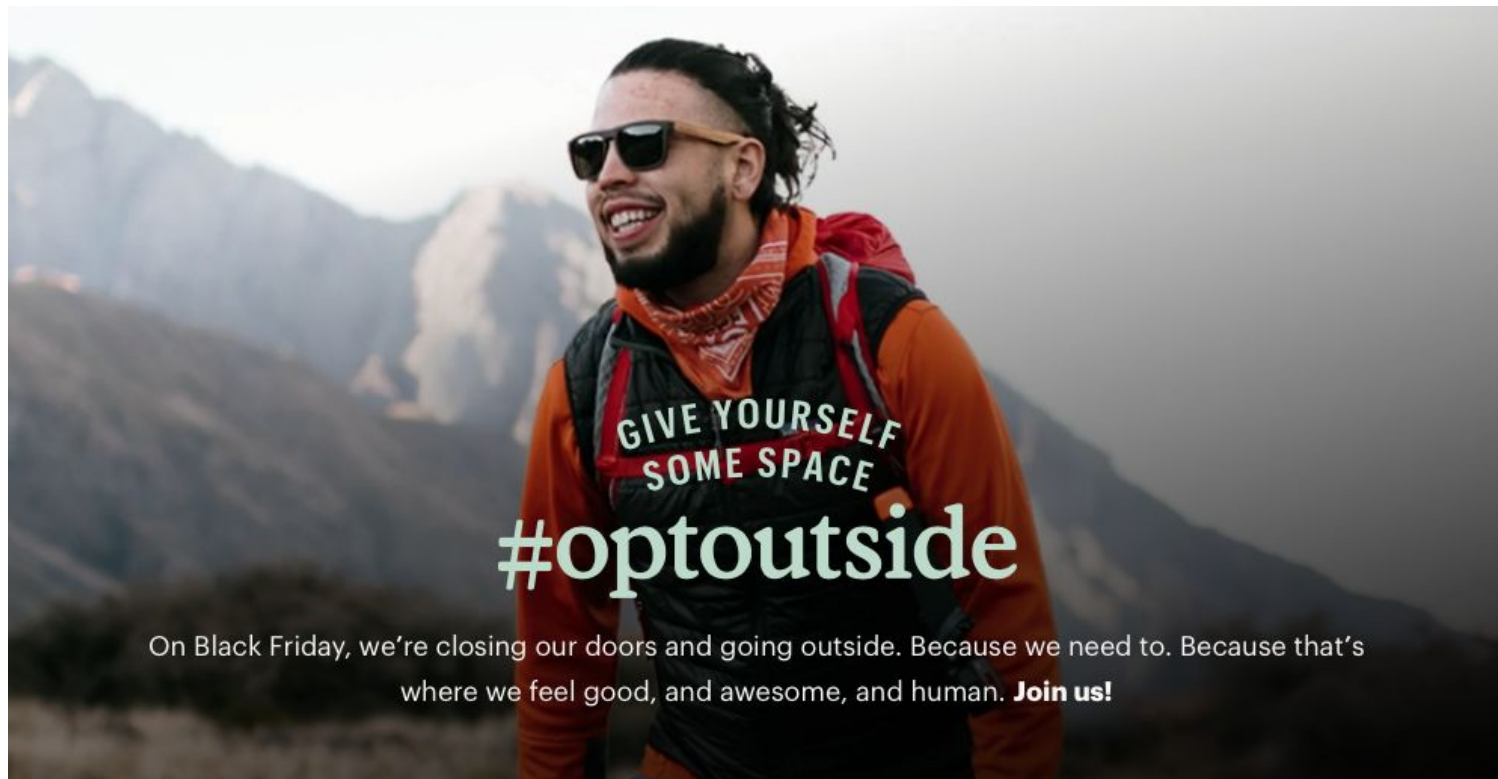 GIVE YOURSELF
SOME SPACE
#optoutside
On Black Friday, we’re closing our doors and going outside. Because we need to. Because that’s
where we feel good, and awesome, and human. Join us!